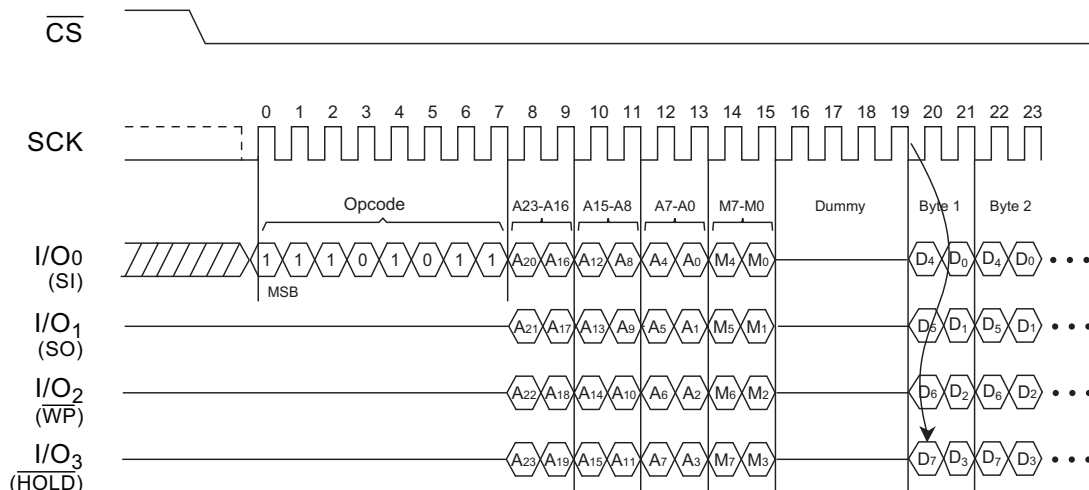 CS
0 1 2 3 4 5 6 7 8 9 10 11 12 13 14 15 16 17 18 19 20 21 22 23
SCK
Opcode A23-A16 A15-A8 A7-A0 M7-M0 Dummy Byte 1 Byte 2
I/O0 1 1 1 0 1 0 1 1 A20 A16 A12 A8 A4 A0 M4 M0 D4 D0 D4 D0 • • •
(SI) MSB
I/O1 A21 A17 A13 A9 A5 A1 M5 M1 D5 D1 D5 D1 • • •
(SO)
I/O2 A22 A18 A14 A10 A6 A2 M6 M2 D6 D2 D6 D2 • • •
(WP)
I/O3 A23 A19 A15 A11 A7 A3 M7 M3 D7 D3 D7 D3 • • •
(HOLD)